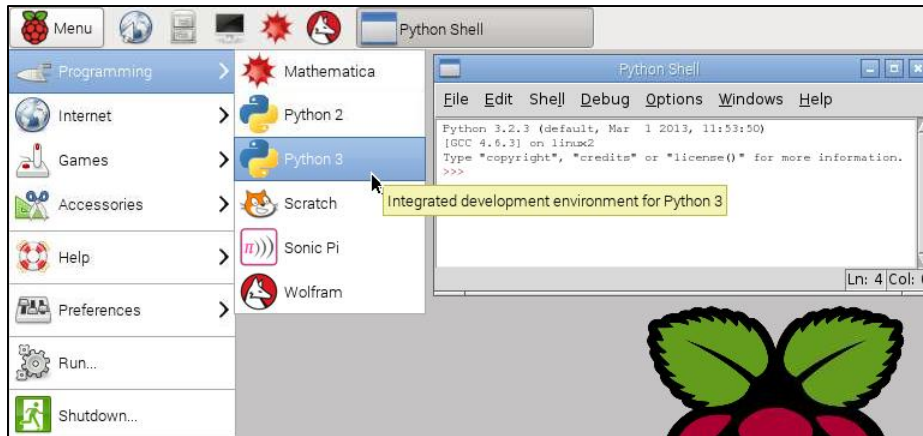 Menu
Python Shell
Programming
Internet
Games
Accessories
Help
Preferences
Run...
Shutdown...
Mathematica
Python 2
Python 3
Scratch
Sonic Pi
Wolfram
Integrated development environment for Python 3
Python Shell
File Edit Shell Debug Options Windows Help
Python 3.2.3 (default, Mar  1 2013, 11:53:50)
[GCC 4.6.3] on linux2
Type "copyright", "credits" or "license()" for more information.
>>>
Ln: 4 Col:
π)))